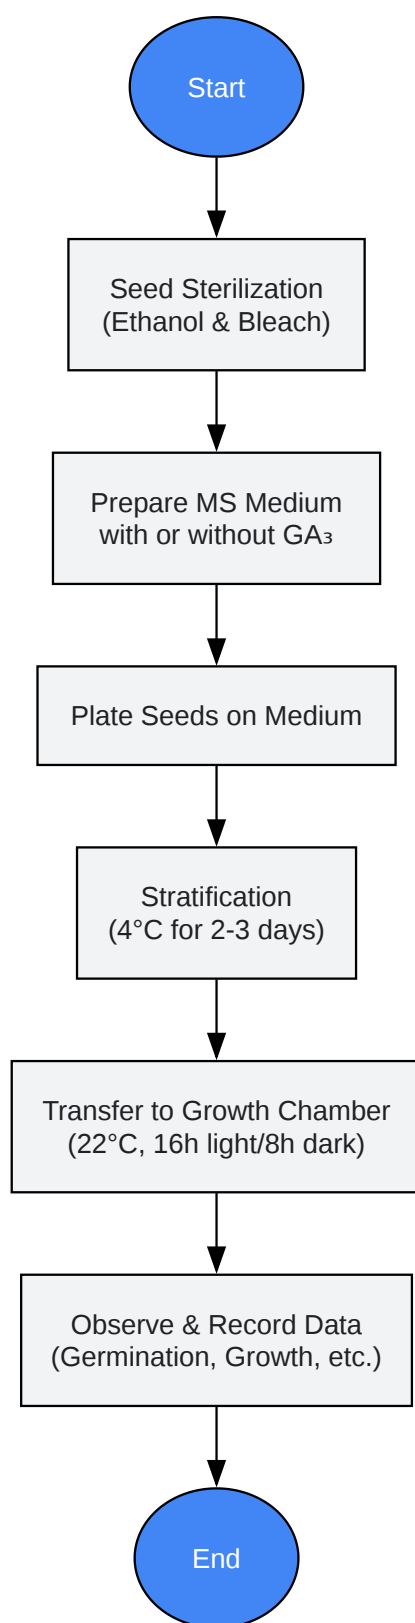 Start
Seed Sterilization
(Ethanol & Bleach)
Prepare MS Medium
with or without GA₃
Plate Seeds on Medium
Stratification
(4°C for 2-3 days)
Transfer to Growth Chamber
(22°C, 16h light/8h dark)
Observe & Record Data
(Germination, Growth, etc.)
End